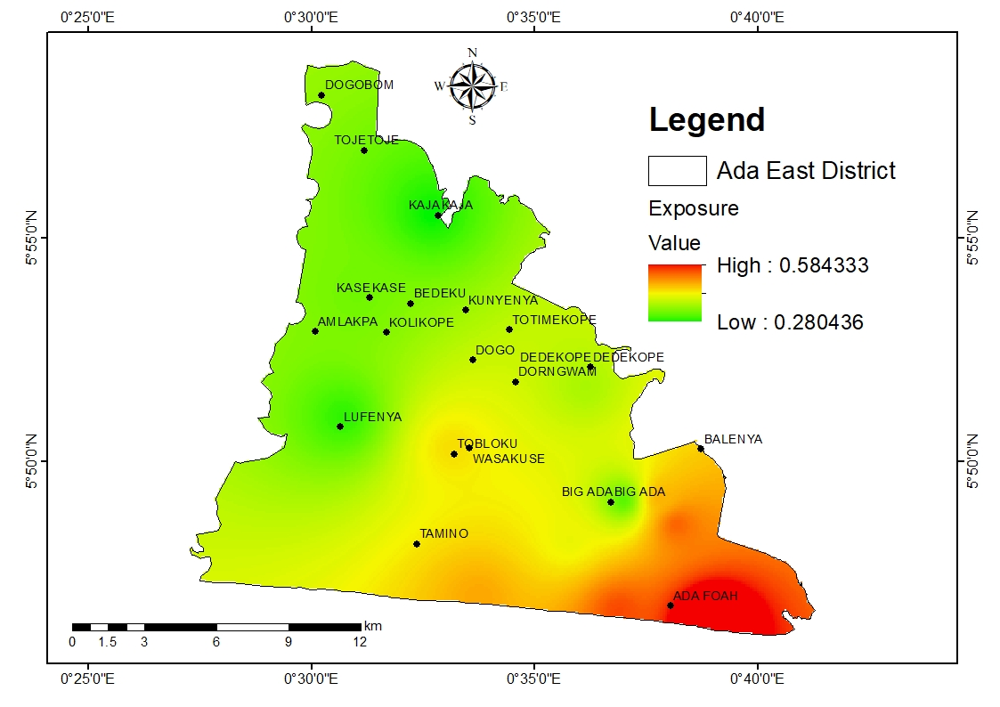 0°25'0"E 0°30'0"E 0°35'0"E 0°40'0"E
N
W E
S
Legend
Ada East District
Exposure
Value
High : 0.584333
Low : 0.280436
5°55'0"N
5°55'0"N
5°50'0"N
5°50'0"N
DOGOBOM
TOJETOJE
KAJAKAJA
KASEKASE
BEDEKU
KUNYENYA
AMLAKPA
KOLIKOPE
TOTIMEKOPE
DOGO
DEDEKOPE DEDEKOPE
DORNGWAM
LUFENYA
TOBLOKU
WASAKUSE
BALENYA
BIG ADA BIG ADA
TAMINO
ADA FOAH
km
0 1.5 3 6 9 12
0°25'0"E 0°30'0"E 0°35'0"E 0°40'0"E